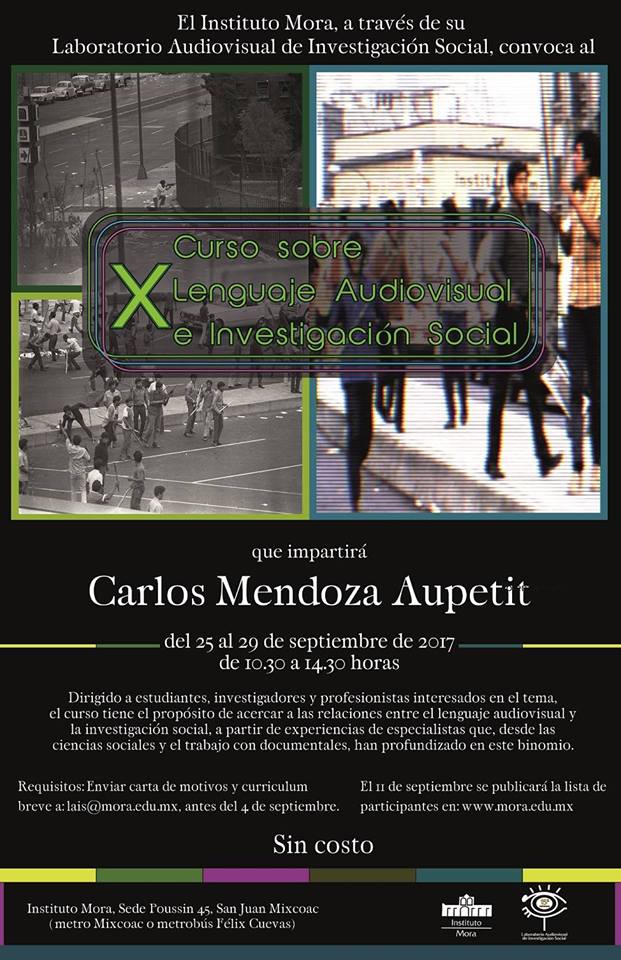 El Instituto Mora, a través de su
Laboratorio Audiovisual de Investigación Social, convoca al
X Curso sobre
Lenguaje Audiovisual
e Investigación Social
que impartirá
Carlos Mendoza Aupetit
del 25 al 29 de septiembre de 2017
de 10.30 a 14.30 horas
Dirigido a estudiantes, investigadores y profesionistas interesados en el tema,
el curso tiene el propósito de acercar a las relaciones entre el lenguaje audiovisual y
la investigación social, a partir de experiencias de especialistas que, desde las
ciencias sociales y el trabajo con documentales, han profundizado en este binomio.
Requisitos: Enviar carta de motivos y curriculum
breve a: lais@mora.edu.mx, antes del 4 de septiembre.
El 11 de septiembre se publicará la lista de
participantes en: www.mora.edu.mx
Sin costo
Instituto Mora, Sede Poussin 45, San Juan Mixcoac
(metro Mixcoac o metrobús Félix Cuevas)
Instituto
Mora
Laboratorio Audiovisual
de Investigación Social